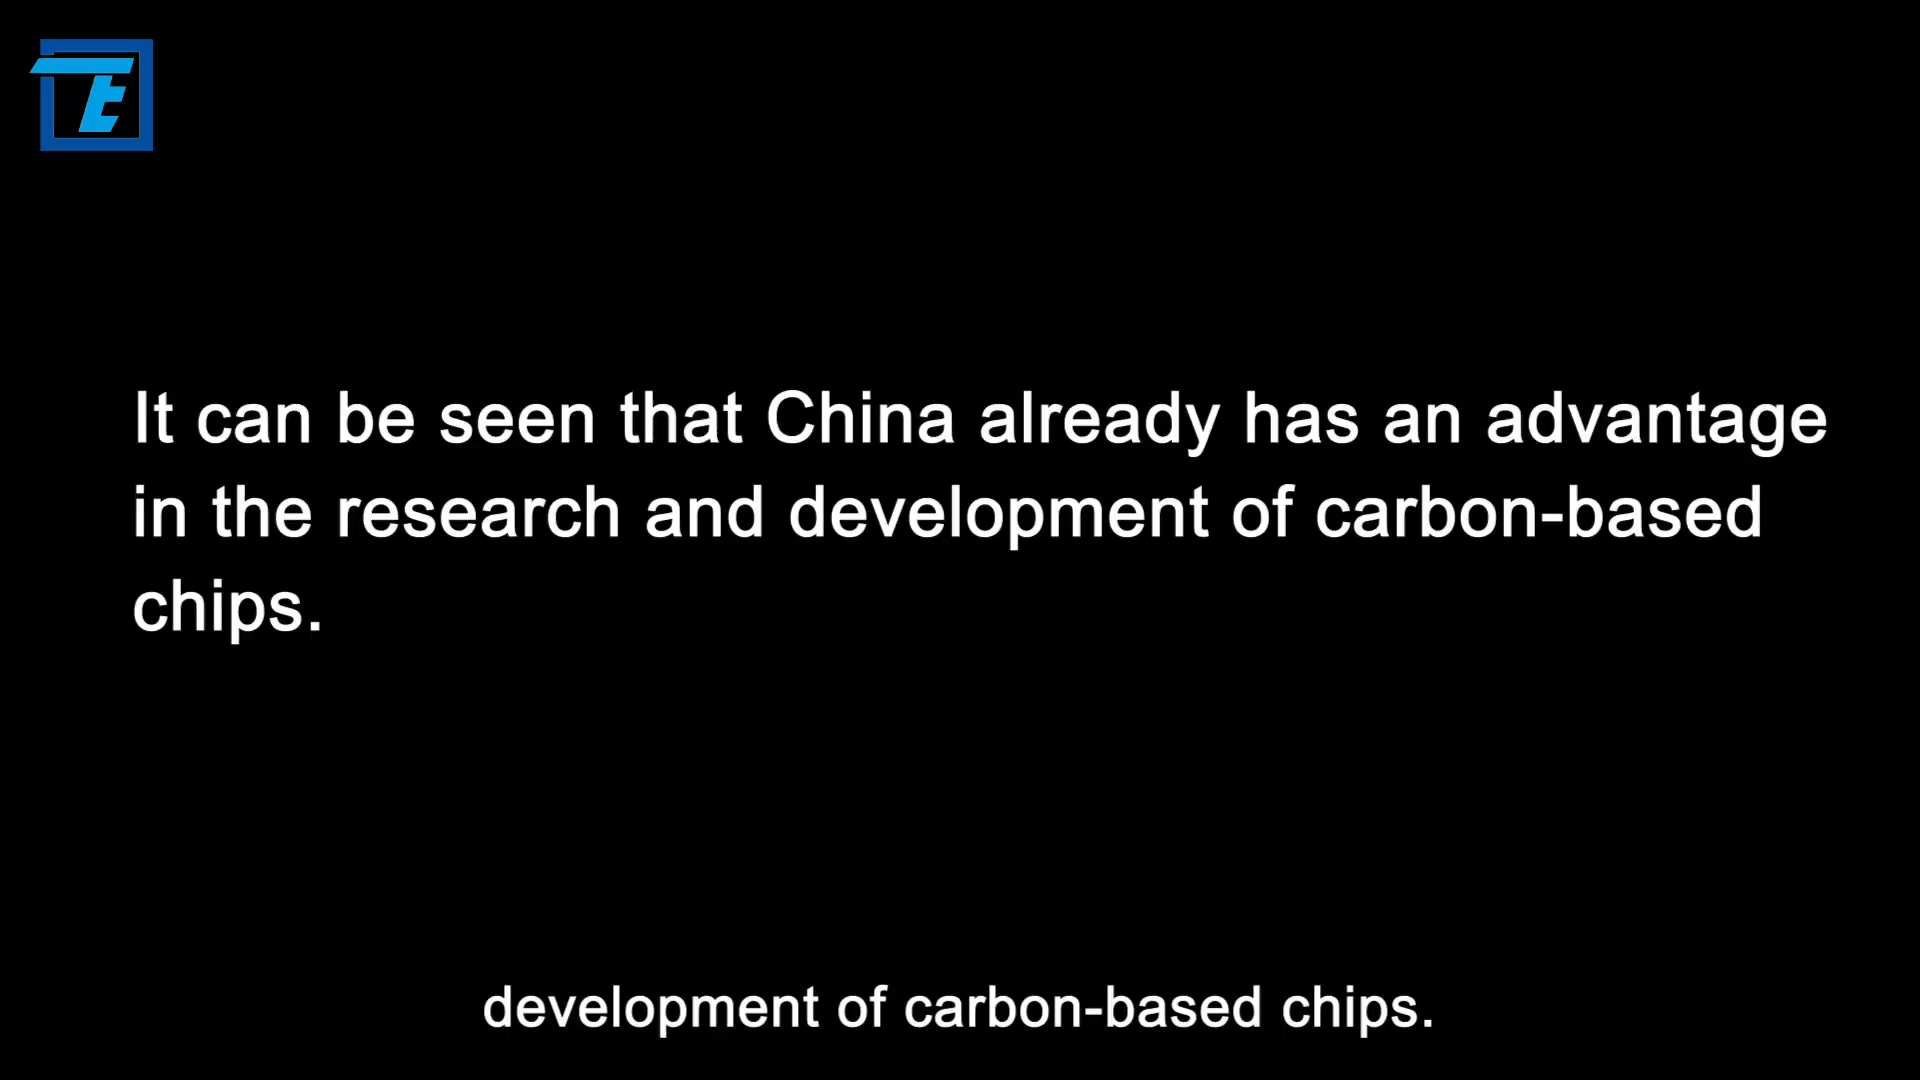 TE
It can be seen that China already has an advantage
in the research and development of carbon-based
chips.
development of carbon-based chips.